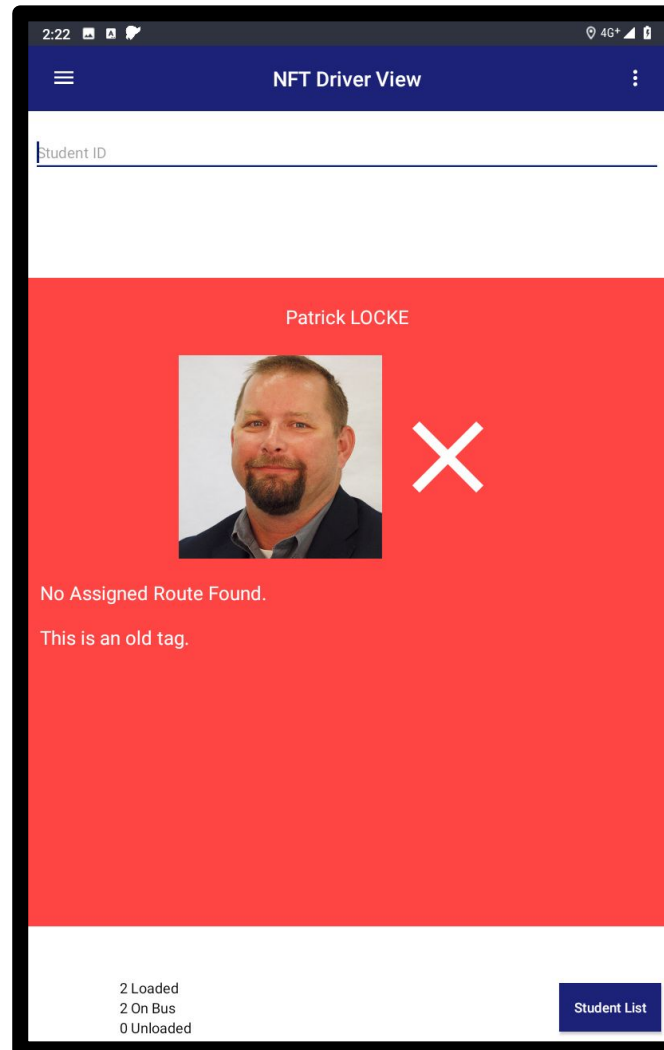 2:22
4G+
NFT Driver View
Student ID
Patrick LOCKE
No Assigned Route Found.
This is an old tag.
2 Loaded
2 On Bus
0 Unloaded
Student List